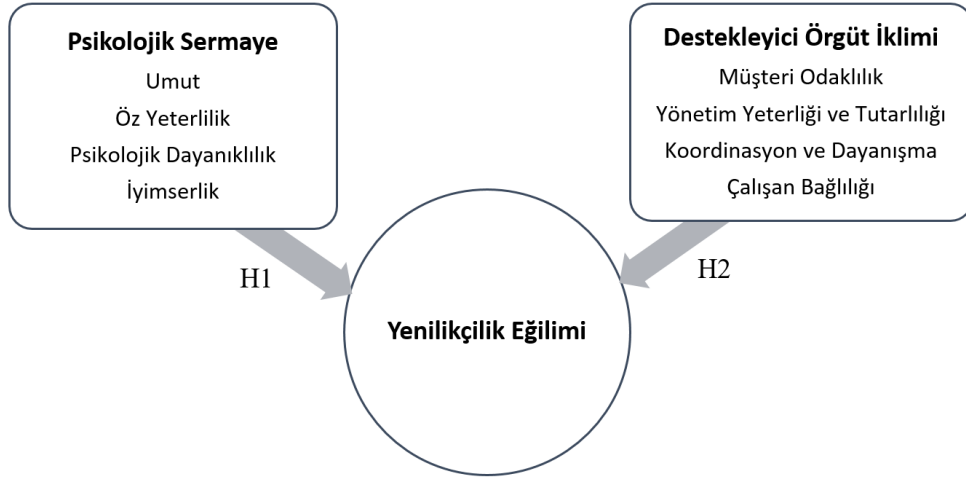 Psikolojik Sermaye
Umut
Öz Yeterlilik
Psikolojik Dayanıklılık
İyimserlik
Destekleyici Örgüt İklimi
Müşteri Odaklılık
Yönetim Yeterliği ve Tutarlılığı
Koordinasyon ve Dayanışma
Çalışan Bağlılığı
H1
H2
Yenilikçilik Eğilimi